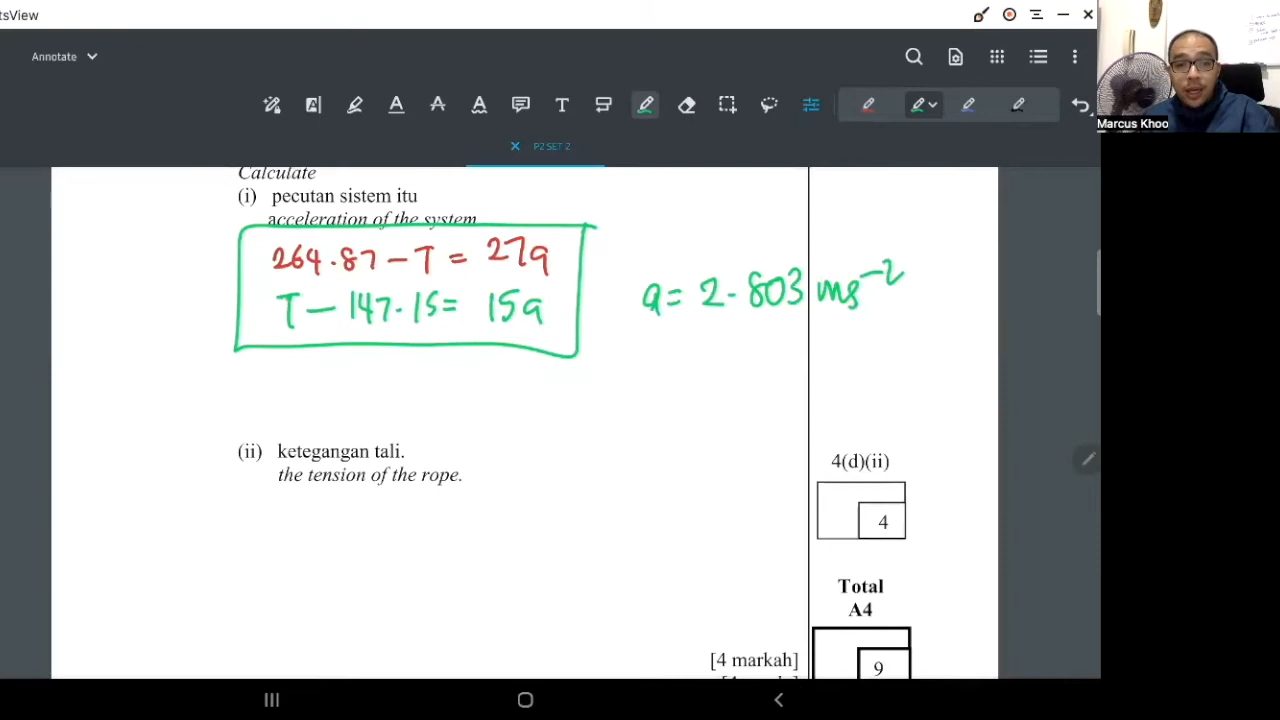 tsView
Annotate
Marcus Khoo
P2 SET 2
Calculate
(i) pecutan sistem itu
acceleration of the system
264.87 - T = 27a
T - 147.15 = 15a
a = 2.803 ms⁻²
(ii) ketegangan tali.
the tension of the rope.
4(d)(ii)
4
Total
A4
[4 markah]
9